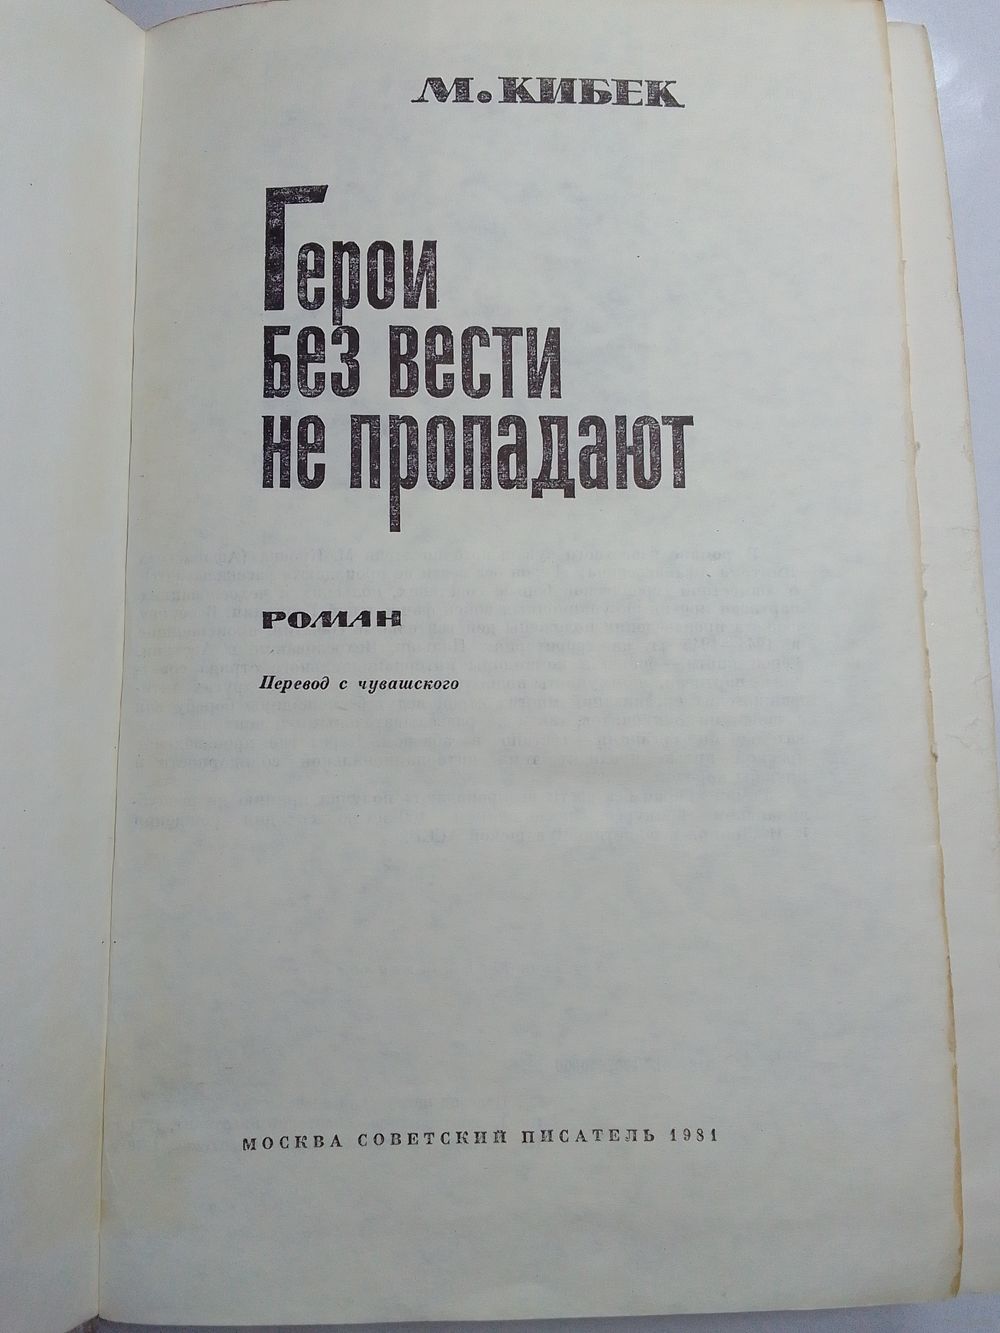 М. КИБЕК
Герои
без вести
не пропадают
РОМАН
Перевод с чувашского
МОСКВА СОВЕТСКИЙ ПИСАТЕЛЬ 1981